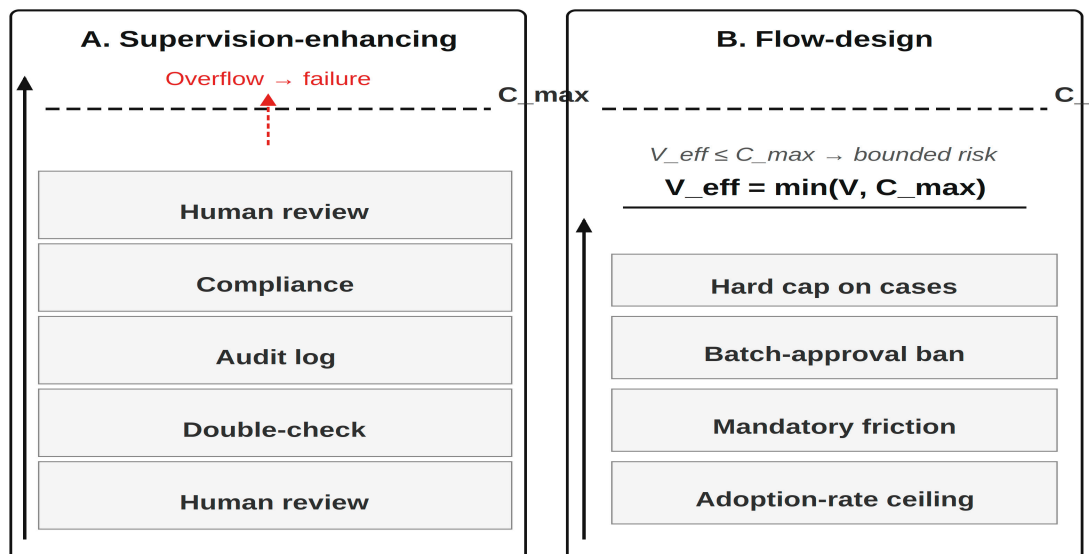 A. Supervision-enhancing
Overflow → failure
C_max
Human review
Compliance
Audit log
Double-check
Human review
B. Flow-design
C_
V_eff ≤ C_max → bounded risk
V_eff = min(V, C_max)
Hard cap on cases
Batch-approval ban
Mandatory friction
Adoption-rate ceiling